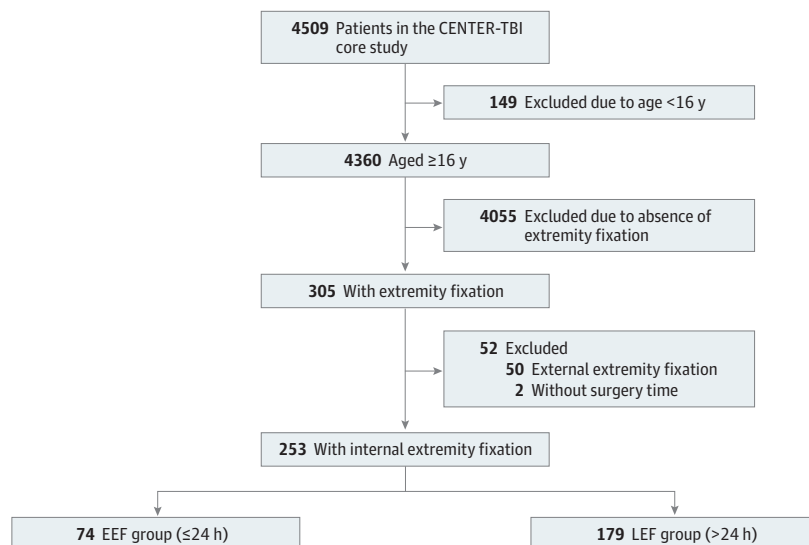 4509 Patients in the CENTER-TBI
core study
149 Excluded due to age <16 y
4360 Aged ≥16 y
4055 Excluded due to absence of
extremity fixation
305 With extremity fixation
52 Excluded
50 External extremity fixation
2 Without surgery time
253 With internal extremity fixation
74 EEF group (≤24 h)
179 LEF group (>24 h)